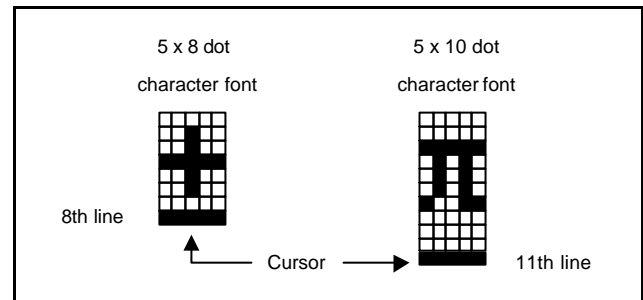 5 x 8 dot
character font
5 x 10 dot
character font
8th line
Cursor
11th line